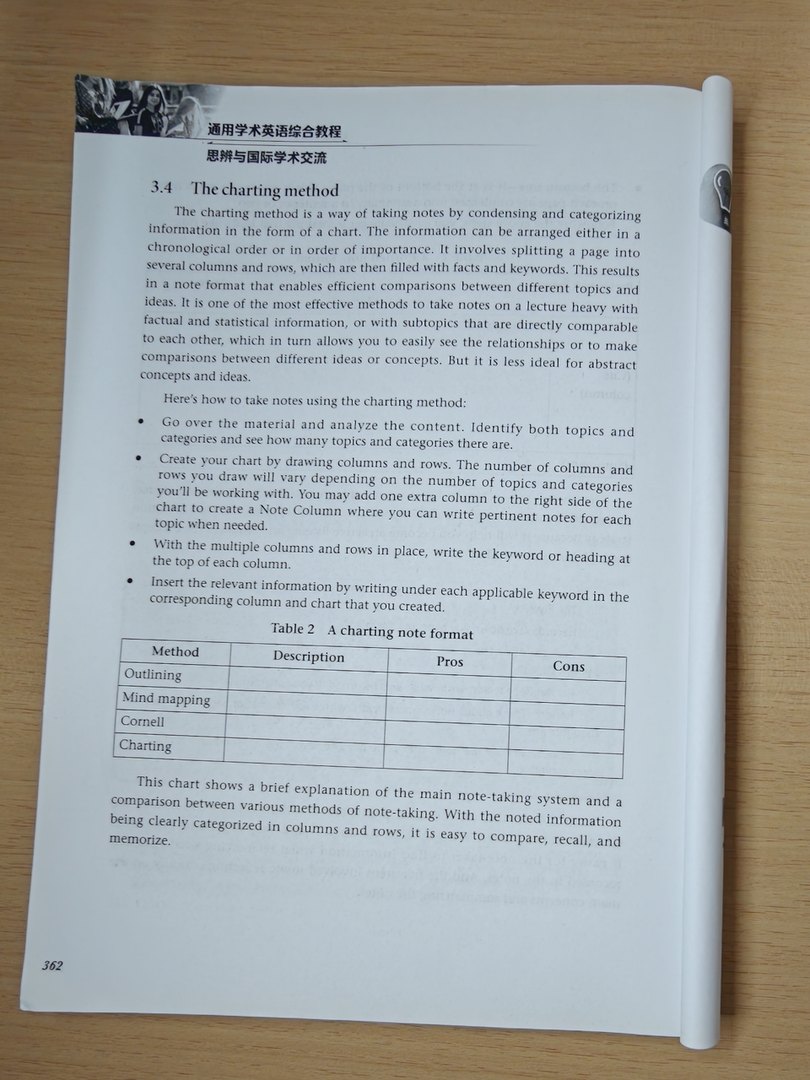 通用学术英语综合教程
思辨与国际学术交流
3.4 The charting method
The charting method is a way of taking notes by condensing and categorizing
information in the form of a chart. The information can be arranged either in a
chronological order or in order of importance. It involves splitting a page into
several columns and rows, which are then filled with facts and keywords. This results
in a note format that enables efficient comparisons between different topics and
ideas. It is one of the most effective methods to take notes on a lecture heavy with
factual and statistical information, or with subtopics that are directly comparable
to each other, which in turn allows you to easily see the relationships or to make
comparisons between different ideas or concepts. But it is less ideal for abstract
concepts and ideas.
Here's how to take notes using the charting method:
• Go over the material and analyze the content. Identify both topics and
categories and see how many topics and categories there are.
• Create your chart by drawing columns and rows. The number of columns and
rows you draw will vary depending on the number of topics and categories
you'll be working with. You may add one extra column to the right side of the
chart to create a Note Column where you can write pertinent notes for each
topic when needed.
• With the multiple columns and rows in place, write the keyword or heading at
the top of each column.
• Insert the relevant information by writing under each applicable keyword in the
corresponding column and chart that you created.
Table 2 A charting note format
Method Description Pros Cons
Outlining
Mind mapping
Cornell
Charting
This chart shows a brief explanation of the main note-taking system and a
comparison between various methods of note-taking. With the noted information
being clearly categorized in columns and rows, it is easy to compare, recall, and
memorize.
362